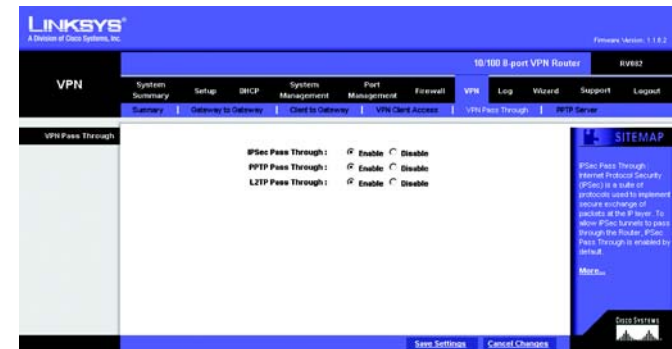 LINKSYS®
A Division of Cisco Systems, Inc.
Firmware Version: 1.1.6.2
10/100 8-port VPN Router RV082
VPN
System Summary Setup DHCP System Management Port Management Firewall VPN Log Wizard Support Logout
Summary | Gateway to Gateway | Client to Gateway | VPN Client Access | VPN Pass Through | PPTP Server
VPN Pass Through
IPSec Pass Through : Enable Disable
PPTP Pass Through : Enable Disable
L2TP Pass Through : Enable Disable
SITEMAP
IPSec Pass
Through :
Internet Protocol Security
(IPSec) is a suite of
protocols used to implement
secure exchange of
packets at the IP layer. To
allow IPSec tunnels to pass
through the Router, IPSec
Pass Through is enabled by
default.
More...
Save Settings Cancel Changes
CISCO SYSTEMS